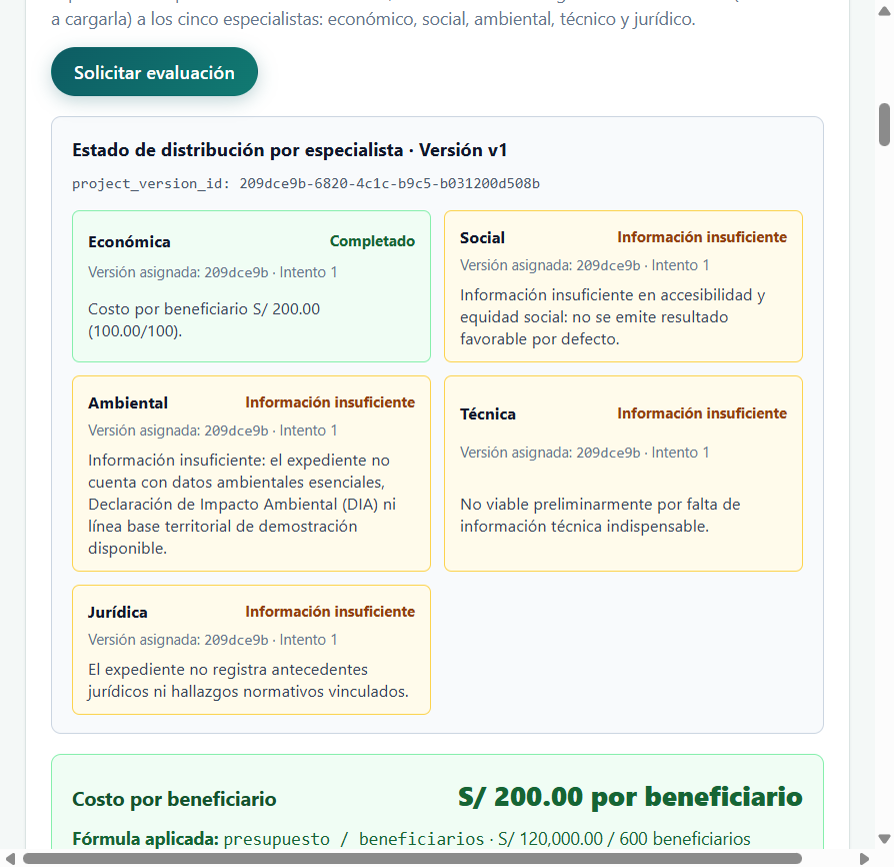 a cargarla) a los cinco especialistas: económico, social, ambiental, técnico y jurídico.
Solicitar evaluación
Estado de distribución por especialista · Versión v1
project_version_id: 209dce9b-6820-4c1c-b9c5-b031200d508b
Económica
Completado
Versión asignada: 209dce9b · Intento 1
Costo por beneficiario S/ 200.00
(100.00/100).
Social
Información insuficiente
Versión asignada: 209dce9b · Intento 1
Información insuficiente en accesibilidad y
equidad social: no se emite resultado
favorable por defecto.
Ambiental
Información insuficiente
Versión asignada: 209dce9b · Intento 1
Información insuficiente: el expediente no
cuenta con datos ambientales esenciales,
Declaración de Impacto Ambiental (DIA) ni
línea base territorial de demostración
disponible.
Técnica
Información insuficiente
Versión asignada: 209dce9b · Intento 1
No viable preliminarmente por falta de
información técnica indispensable.
Jurídica
Información insuficiente
Versión asignada: 209dce9b · Intento 1
El expediente no registra antecedentes
jurídicos ni hallazgos normativos vinculados.
Costo por beneficiario
S/ 200.00 por beneficiario
Fórmula aplicada: presupuesto / beneficiarios · S/ 120,000.00 / 600 beneficiarios